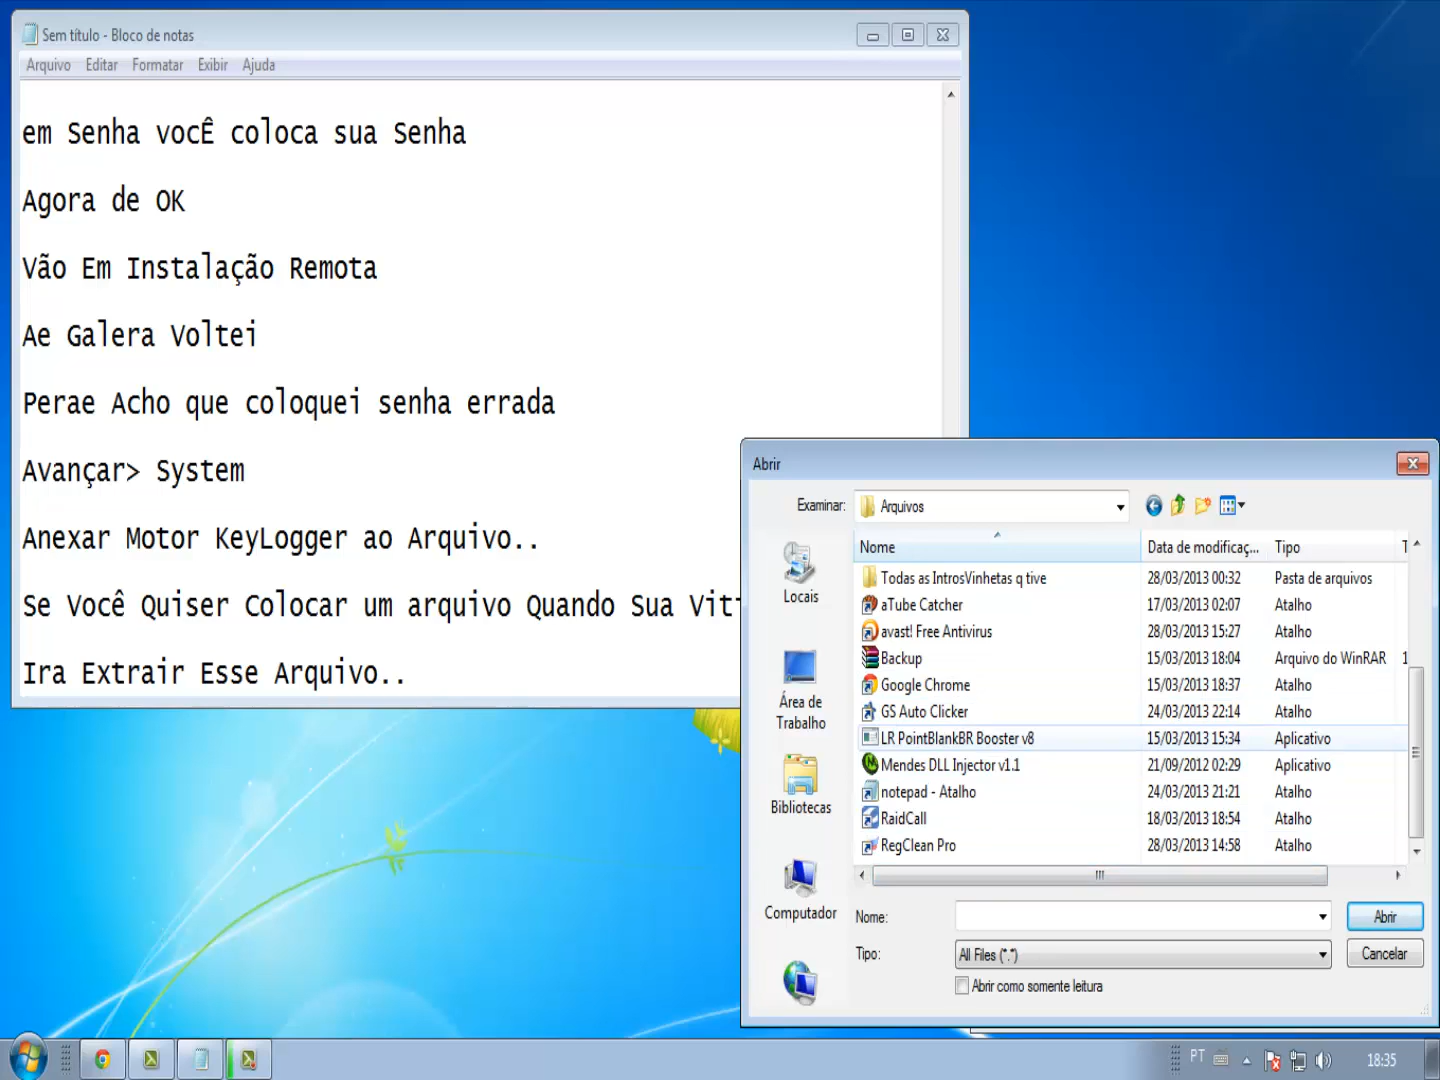 Sem título - Bloco de notas
Arquivo Editar Formatar Exibir Ajuda
em Senha vocÊ coloca sua Senha
Agora de OK
Vão Em Instalação Remota
Ae Galera Voltei
Perae Acho que coloquei senha errada
Avançar> System
Anexar Motor KeyLogger ao Arquivo..
Se Você Quiser Colocar um arquivo Quando Sua Vit
Ira Extrair Esse Arquivo..
Abrir
Examinar: Arquivos
Locais
Área de Trabalho
Bibliotecas
Computador
Nome Data de modificaç... Tipo T
Todas as IntrosVinhetas q tive 28/03/2013 00:32 Pasta de arquivos
aTube Catcher 17/03/2013 02:07 Atalho
avast! Free Antivirus 28/03/2013 15:27 Atalho
Backup 15/03/2013 18:04 Arquivo do WinRAR 1
Google Chrome 15/03/2013 18:37 Atalho
GS Auto Clicker 24/03/2013 22:14 Atalho
LR PointBlankBR Booster v8 15/03/2013 15:34 Aplicativo
Mendes DLL Injector v1.1 21/09/2012 02:29 Aplicativo
notepad - Atalho 24/03/2013 21:21 Atalho
RaidCall 18/03/2013 18:54 Atalho
RegClean Pro 28/03/2013 14:58 Atalho
Nome: Abrir
Tipo: All Files (*.*) Cancelar
Abrir como somente leitura
PT 18:35